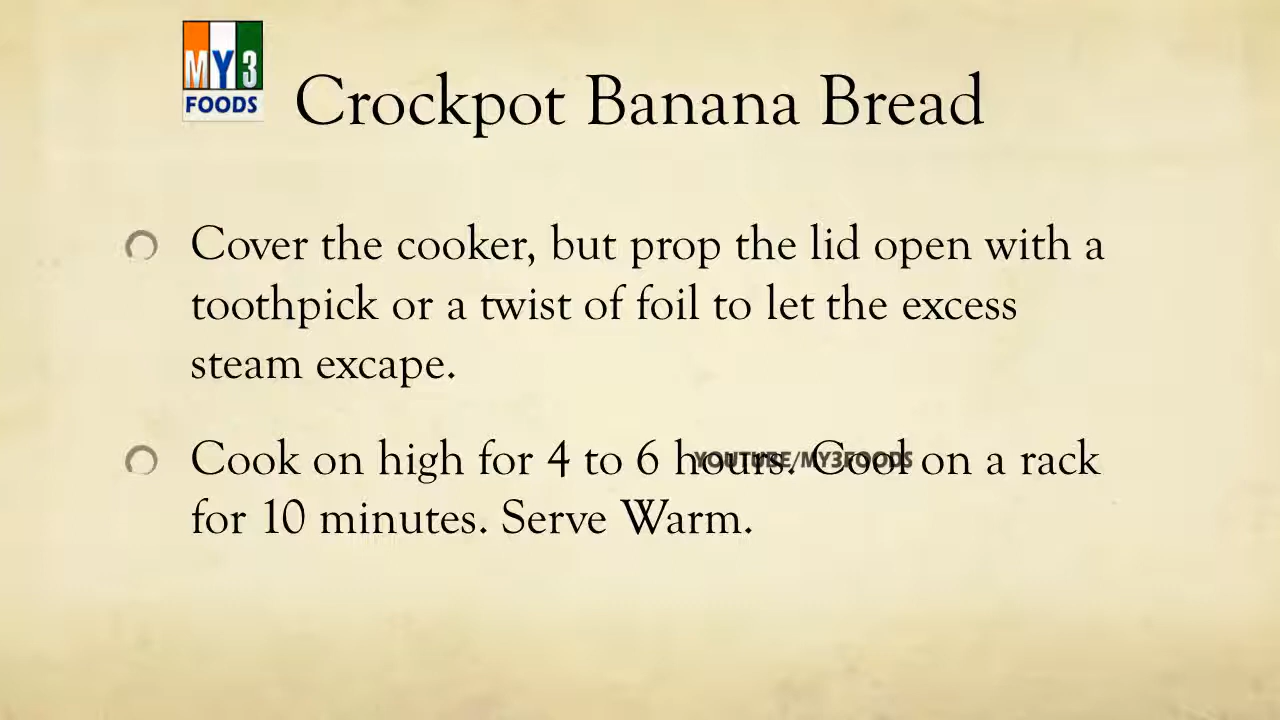 MY3
FOODS
Crockpot Banana Bread
Cover the cooker, but prop the lid open with a
toothpick or a twist of foil to let the excess
steam excape.
Cook on high for 4 to 6 hours. Cool on a rack
YOUTUBE/MY3FOODS
for 10 minutes. Serve Warm.